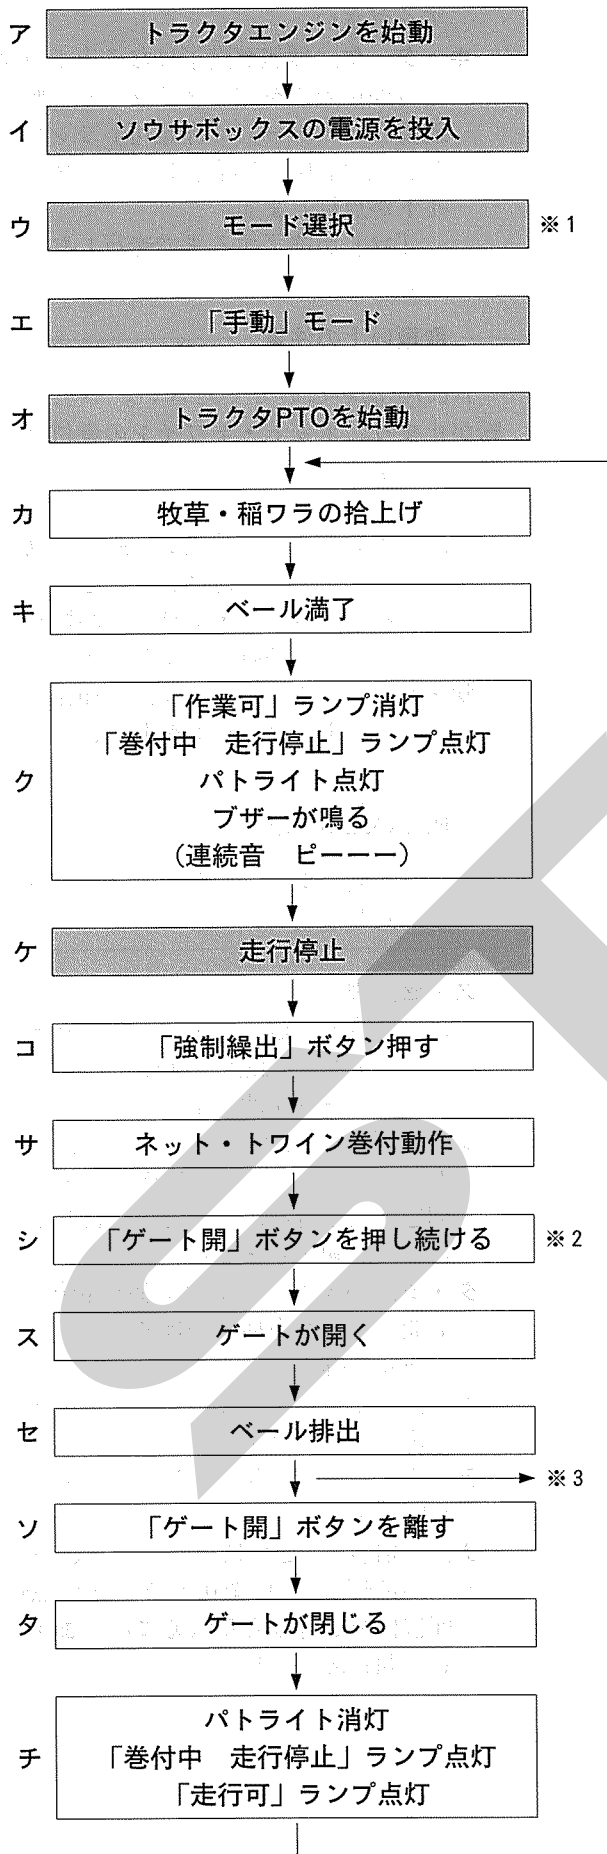 ア トラクタエンジンを始動
イ ソウサボックスの電源を投入
ウ モード選択 ※1
エ 「手動」モード
オ トラクタPTOを始動
カ 牧草・稲ワラの拾上げ
キ ベール満了
「作業可」ランプ消灯
「巻付中 走行停止」ランプ点灯
ク パトライト点灯
ブザーが鳴る
(連続音 ピーーー)
ケ 走行停止
コ 「強制繰出」ボタン押す
サ ネット・トワイン巻付動作
シ 「ゲート開」ボタンを押し続ける ※2
ス ゲートが開く
セ ベール排出
※3
ソ 「ゲート開」ボタンを離す
タ ゲートが閉じる
パトライト消灯
チ 「巻付中 走行停止」ランプ点灯
「走行可」ランプ点灯